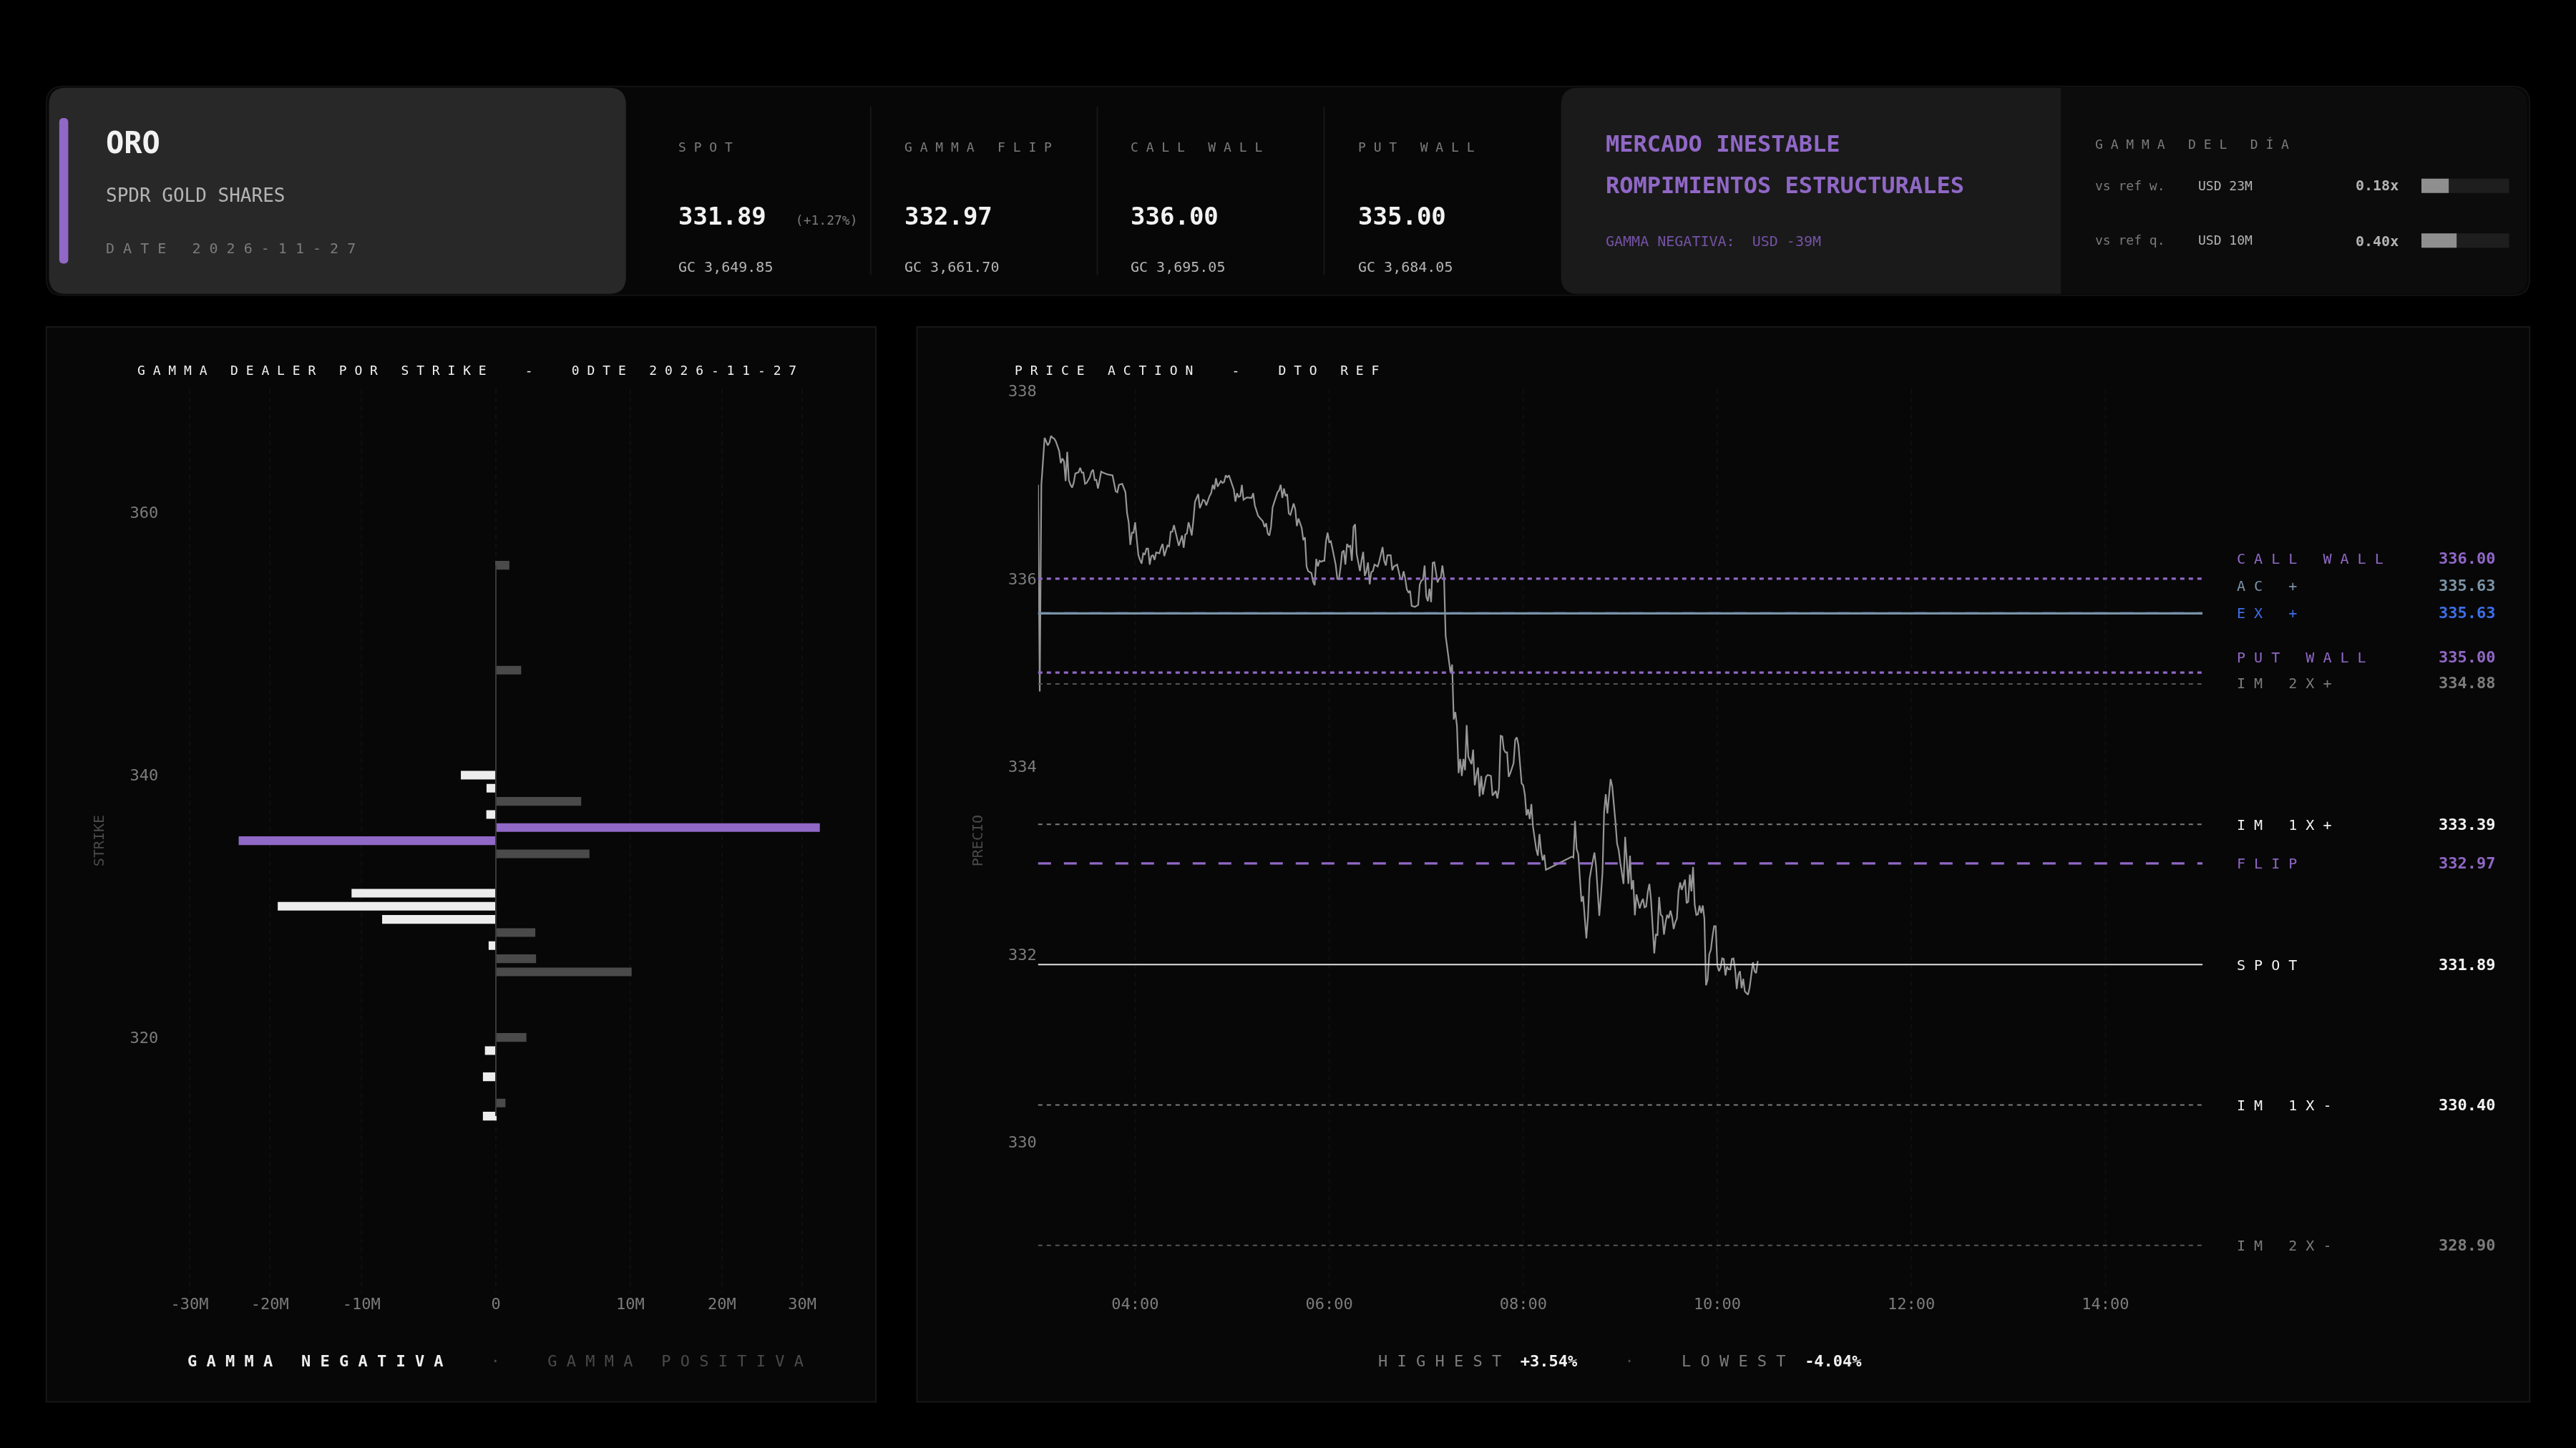 ORO
SPDR GOLD SHARES
DATE 2026-11-27
SPOT
331.89 (+1.27%)
GC 3,649.85
GAMMA FLIP
332.97
GC 3,661.70
CALL WALL
336.00
GC 3,695.05
PUT WALL
335.00
GC 3,684.05
MERCADO INESTABLE
ROMPIMIENTOS ESTRUCTURALES
GAMMA NEGATIVA: USD -39M
GAMMA DEL DÍA
vs ref w. USD 23M 0.18x
vs ref q. USD 10M 0.40x
GAMMA DEALER POR STRIKE - 0DTE 2026-11-27
STRIKE
360
340
320
-30M -20M -10M 0 10M 20M 30M
GAMMA NEGATIVA · GAMMA POSITIVA
PRICE ACTION - DTO REF
PRECIO
338
336
334
332
330
CALL WALL 336.00
AC + 335.63
EX + 335.63
PUT WALL 335.00
IM 2X+ 334.88
IM 1X+ 333.39
FLIP 332.97
SPOT 331.89
IM 1X- 330.40
IM 2X- 328.90
04:00 06:00 08:00 10:00 12:00 14:00
HIGHEST +3.54% · LOWEST -4.04%